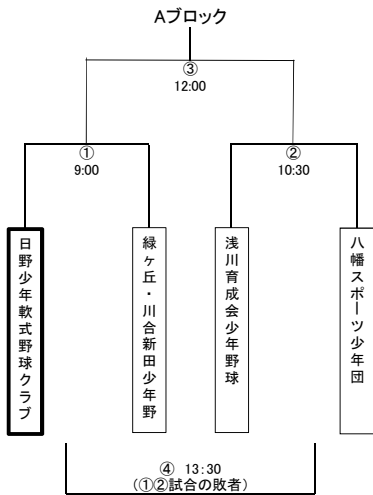 Aブロック
③
12:00
①
9:00
②
10:30
日野少年軟式野球クラブ
緑ヶ丘・川合新田少年野
浅川育成会少年野球
八幡スポーツ少年団
④ 13:30
(①②試合の敗者)